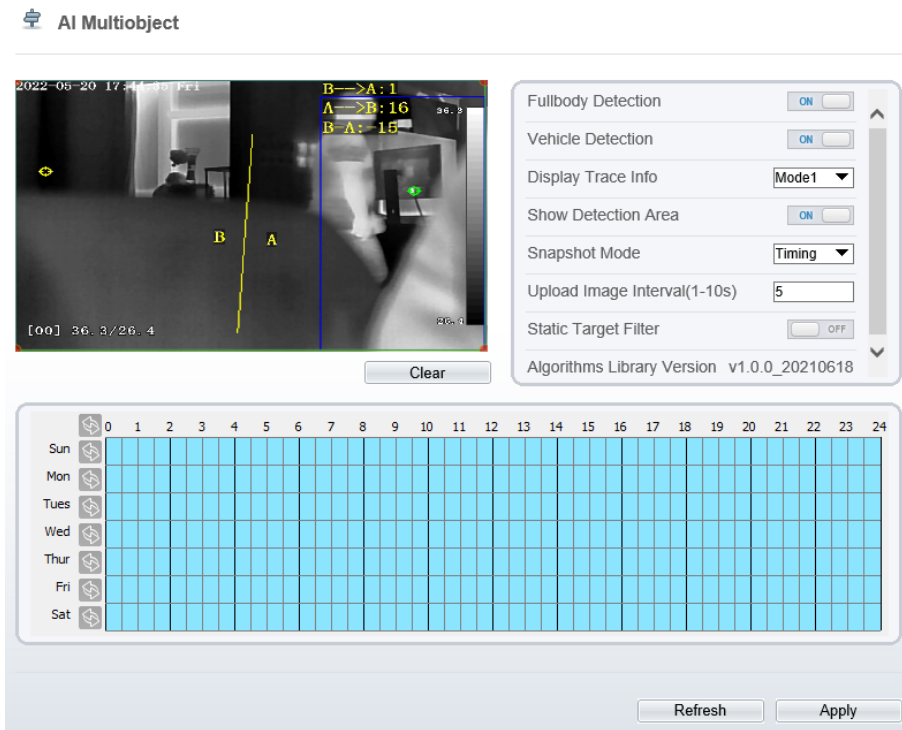 AI Multiobject
2022-05-20 17:44:35 Fri
B-->A:1
A-->B:16
B-A:-15
36.3
B
A
[00] 36.3/26.4
26.4
Clear
Fullbody Detection ON
Vehicle Detection ON
Display Trace Info Mode1
Show Detection Area ON
Snapshot Mode Timing
Upload Image Interval(1-10s) 5
Static Target Filter OFF
Algorithms Library Version v1.0.0_20210618
0 1 2 3 4 5 6 7 8 9 10 11 12 13 14 15 16 17 18 19 20 21 22 23 24
Sun
Mon
Tues
Wed
Thur
Fri
Sat
Refresh Apply